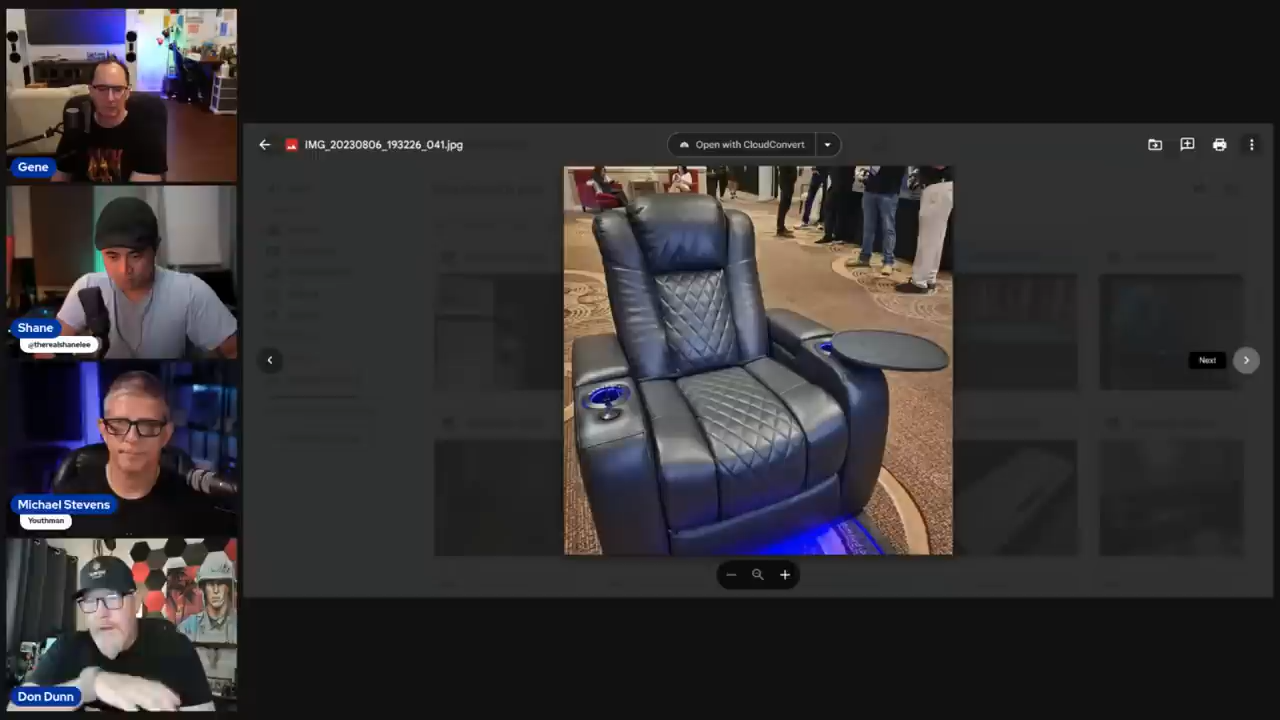 Gene
Shane
@therealshanelee
Michael Stevens
Youthman
Don Dunn
IMG_20230806_193226_041.jpg
Open with CloudConvert
Next